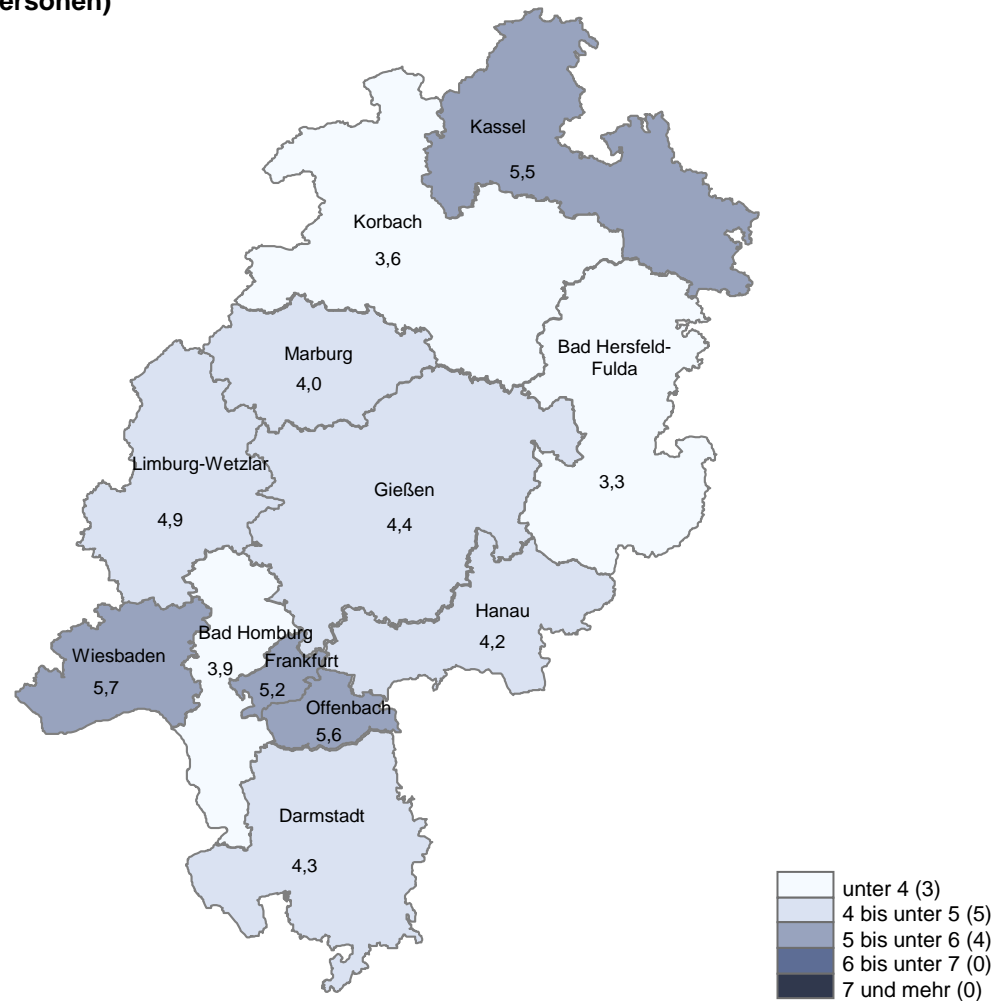 ersonen)
Kassel
5,5
Korbach
3,6
Bad Hersfeld-
Fulda
3,3
Marburg
4,0
Limburg-Wetzlar
4,9
Gießen
4,4
Hanau
4,2
Bad Homburg
3,9
Wiesbaden
5,7
Frankfurt
5,2
Offenbach
5,6
Darmstadt
4,3
unter 4 (3)
4 bis unter 5 (5)
5 bis unter 6 (4)
6 bis unter 7 (0)
7 und mehr (0)